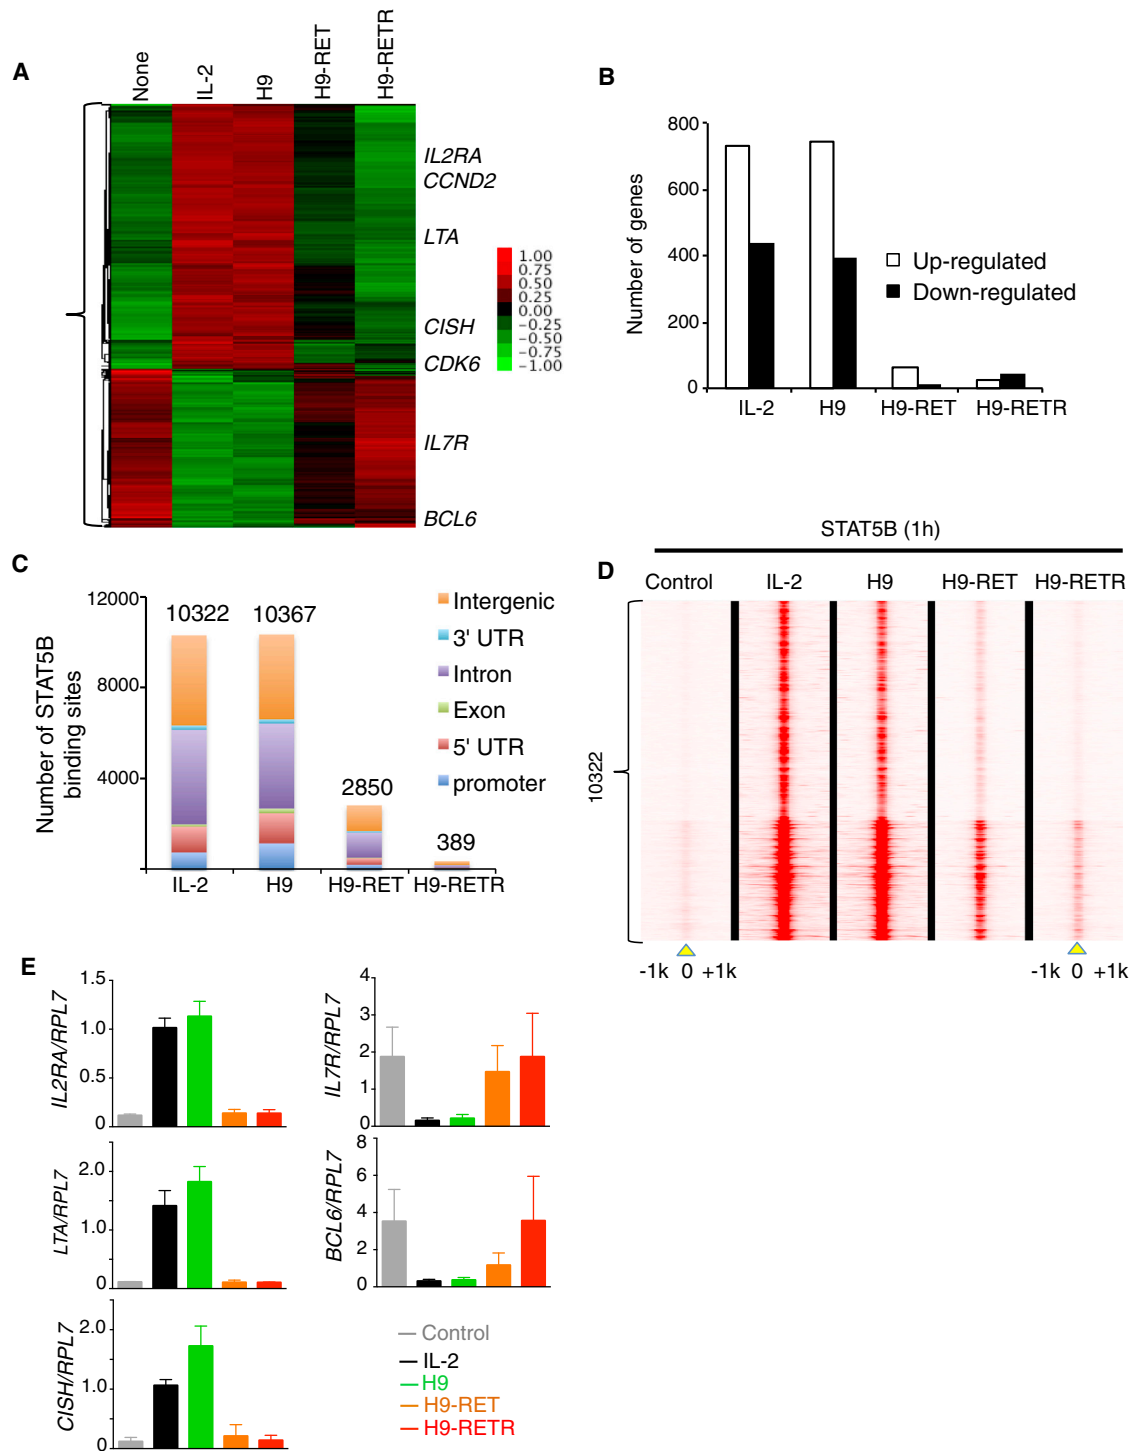 A
None
IL-2
H9
H9-RET
H9-RETR
IL2RA
CCND2
LTA
CISH
CDK6
IL7R
BCL6
1.00
0.75
0.50
0.25
0.00
−0.25
−0.50
−0.75
−1.00
B
Number of genes
800
600
400
200
0
Up-regulated
Down-regulated
IL-2 H9 H9-RET H9-RETR
C
Number of STAT5B
binding sites
12000
8000
4000
10322
10367
2850
389
Intergenic
3' UTR
Intron
Exon
5' UTR
promoter
IL-2 H9 H9-RET H9-RETR
STAT5B (1h)
D
Control IL-2 H9 H9-RET H9-RETR
10322
-1k 0 +1k
-1k 0 +1k
E
IL2RA/RPL7
1.5
1.0
0.5
0
IL7R/RPL7
4
3
2
1
0
LTA/RPL7
2.0
1.0
0
BCL6/RPL7
8
6
4
2
0
CISH/RPL7
2.0
1.0
0
Control
IL-2
H9
H9-RET
H9-RETR